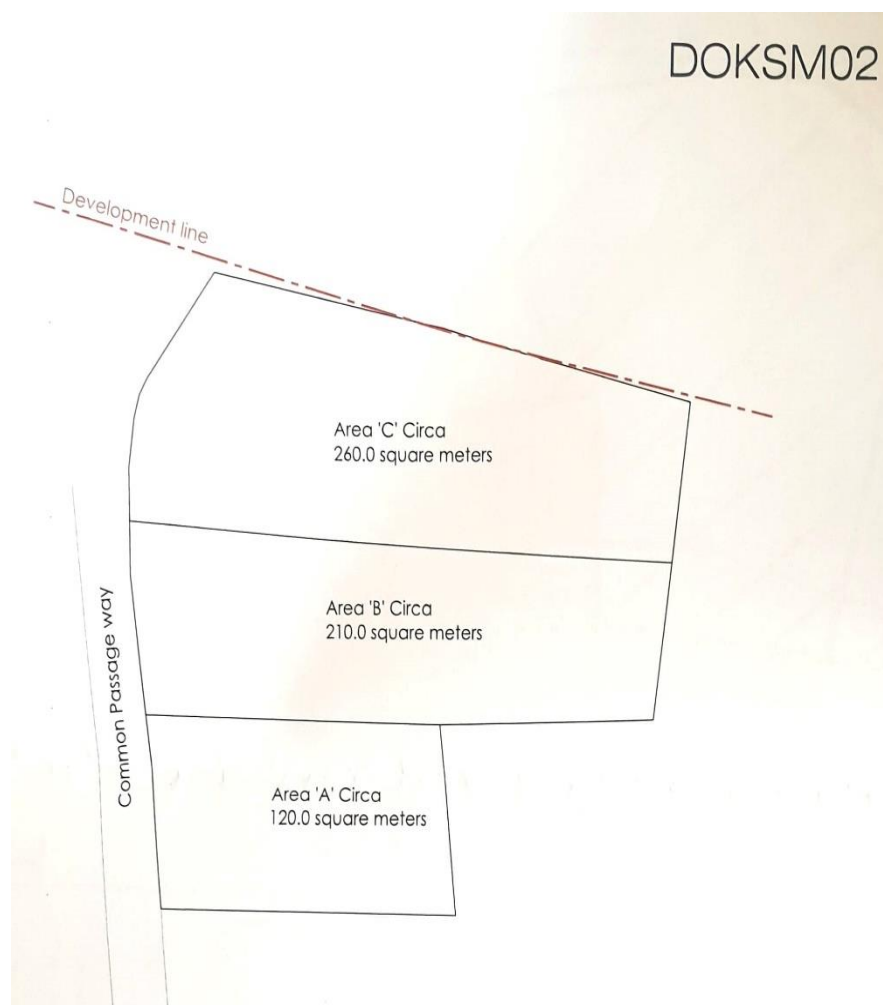 DOKSM02
Development line
Area 'C' Circa
260.0 square meters
Area 'B' Circa
210.0 square meters
Common Passage way
Area 'A' Circa
120.0 square meters